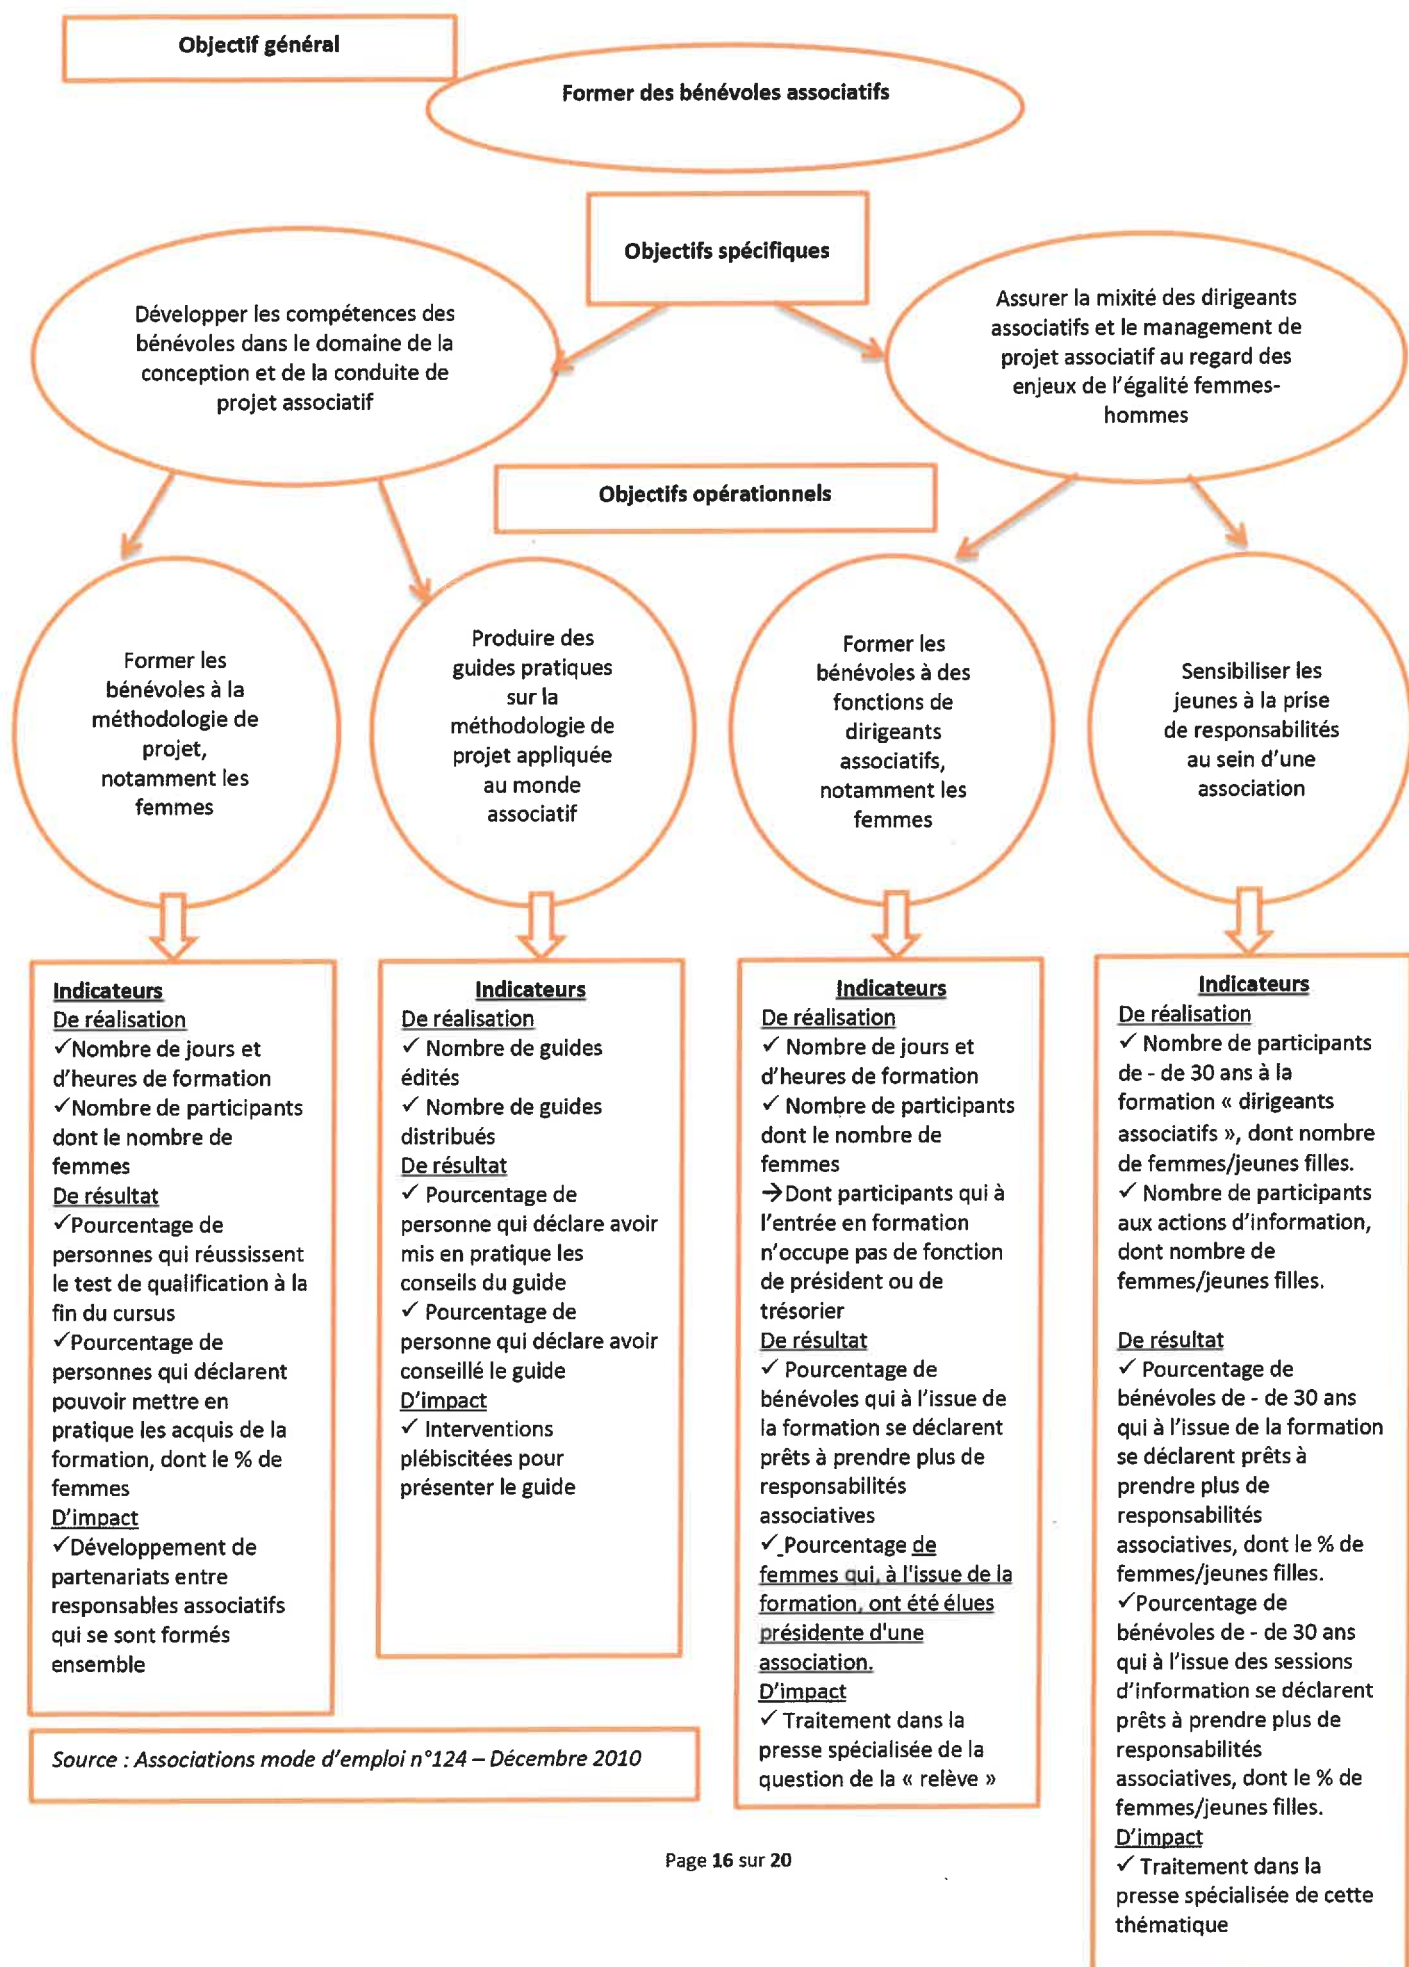 Objectif général
Former des bénévoles associatifs
Objectifs spécifiques
Développer les compétences des
bénévoles dans le domaine de la
conception et de la conduite de
projet associatif
Assurer la mixité des dirigeants
associatifs et le management de
projet associatif au regard des
enjeux de l'égalité femmes-
hommes
Objectifs opérationnels
Former les
bénévoles à la
méthodologie de
projet,
notamment les
femmes
Produire des
guides pratiques
sur la
méthodologie de
projet appliquée
au monde
associatif
Former les
bénévoles à des
fonctions de
dirigeants
associatifs,
notamment les
femmes
Sensibiliser les
jeunes à la prise
de responsabilités
au sein d'une
association
Indicateurs
De réalisation
✓Nombre de jours et
d'heures de formation
✓Nombre de participants
dont le nombre de
femmes
De résultat
✓Pourcentage de
personnes qui réussissent
le test de qualification à la
fin du cursus
✓Pourcentage de
personnes qui déclarent
pouvoir mettre en
pratique les acquis de la
formation, dont le % de
femmes
D'impact
✓Développement de
partenariats entre
responsables associatifs
qui se sont formés
ensemble
Indicateurs
De réalisation
✓ Nombre de guides
édités
✓ Nombre de guides
distribués
De résultat
✓ Pourcentage de
personne qui déclare avoir
mis en pratique les
conseils du guide
✓ Pourcentage de
personne qui déclare avoir
conseillé le guide
D'impact
✓ Interventions
plébiscitées pour
présenter le guide
Indicateurs
De réalisation
✓ Nombre de jours et
d'heures de formation
✓ Nombre de participants
dont le nombre de
femmes
→Dont participants qui à
l'entrée en formation
n'occupe pas de fonction
de président ou de
trésorier
De résultat
✓ Pourcentage de
bénévoles qui à l'issue de
la formation se déclarent
prêts à prendre plus de
responsabilités
associatives
✓ Pourcentage de
femmes qui, à l'issue de la
formation, ont été élues
présidente d'une
association.
D'impact
✓ Traitement dans la
presse spécialisée de la
question de la « relève »
Indicateurs
De réalisation
✓ Nombre de participants
de - de 30 ans à la
formation « dirigeants
associatifs », dont nombre
de femmes/jeunes filles.
✓ Nombre de participants
aux actions d'information,
dont nombre de
femmes/jeunes filles.
De résultat
✓ Pourcentage de
bénévoles de - de 30 ans
qui à l'issue de la formation
se déclarent prêts à
prendre plus de
responsabilités
associatives, dont le % de
femmes/jeunes filles.
✓Pourcentage de
bénévoles de - de 30 ans
qui à l'issue des sessions
d'information se déclarent
prêts à prendre plus de
responsabilités
associatives, dont le % de
femmes/jeunes filles.
D'impact
✓ Traitement dans la
presse spécialisée de cette
thématique
Source : Associations mode d'emploi n°124 – Décembre 2010
Page 16 sur 20